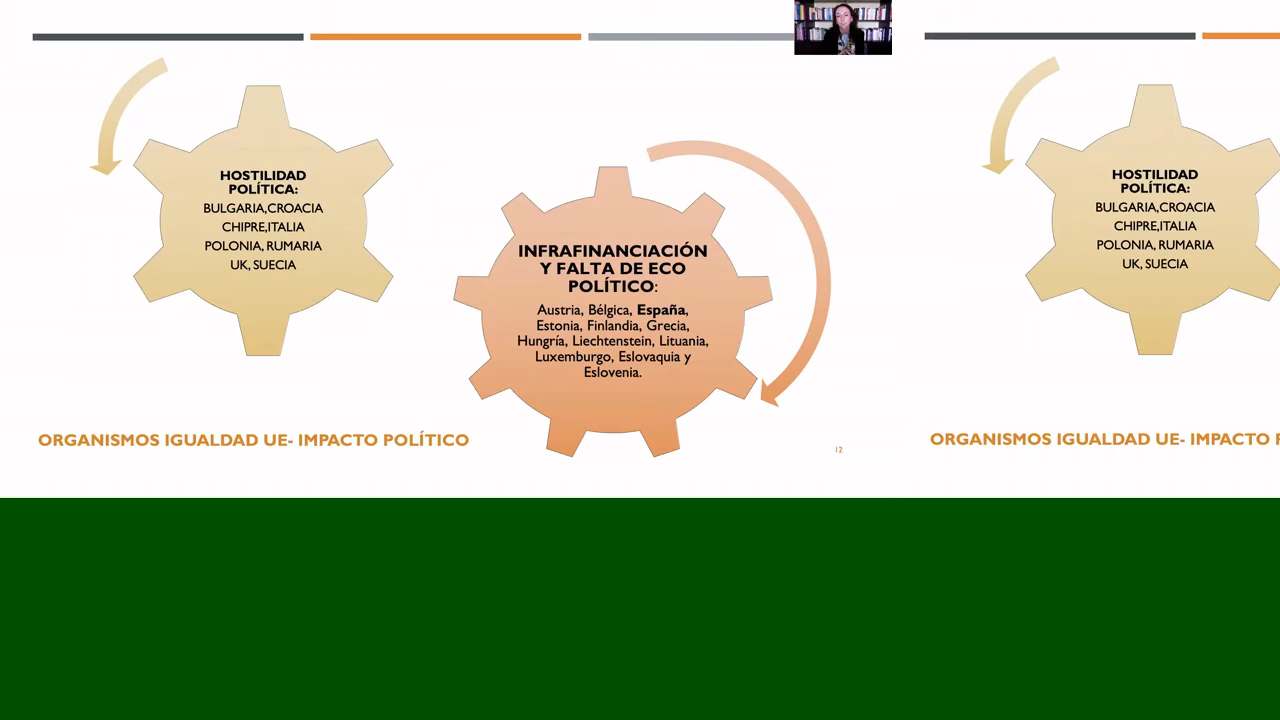 HOSTILIDAD
POLÍTICA:
BULGARIA,CROACIA
CHIPRE,ITALIA
POLONIA, RUMARIA
UK, SUECIA
INFRAFINANCIACIÓN
Y FALTA DE ECO
POLÍTICO:
Austria, Bélgica, España,
Estonia, Finlandia, Grecia,
Hungría, Liechtenstein, Lituania,
Luxemburgo, Eslovaquia y
Eslovenia.
ORGANISMOS IGUALDAD UE- IMPACTO POLÍTICO
12
HOSTILIDAD
POLÍTICA:
BULGARIA,CROACIA
CHIPRE,ITALIA
POLONIA, RUMARIA
UK, SUECIA
ORGANISMOS IGUALDAD UE- IMPACTO